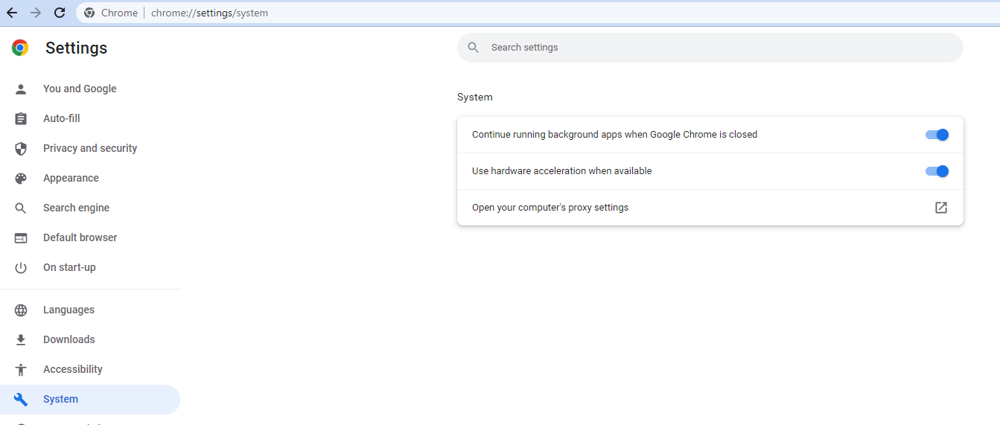 Chrome chrome://settings/system
Settings
Search settings
You and Google
Auto-fill
Privacy and security
Appearance
Search engine
Default browser
On start-up
Languages
Downloads
Accessibility
System
System
Continue running background apps when Google Chrome is closed
Use hardware acceleration when available
Open your computer's proxy settings